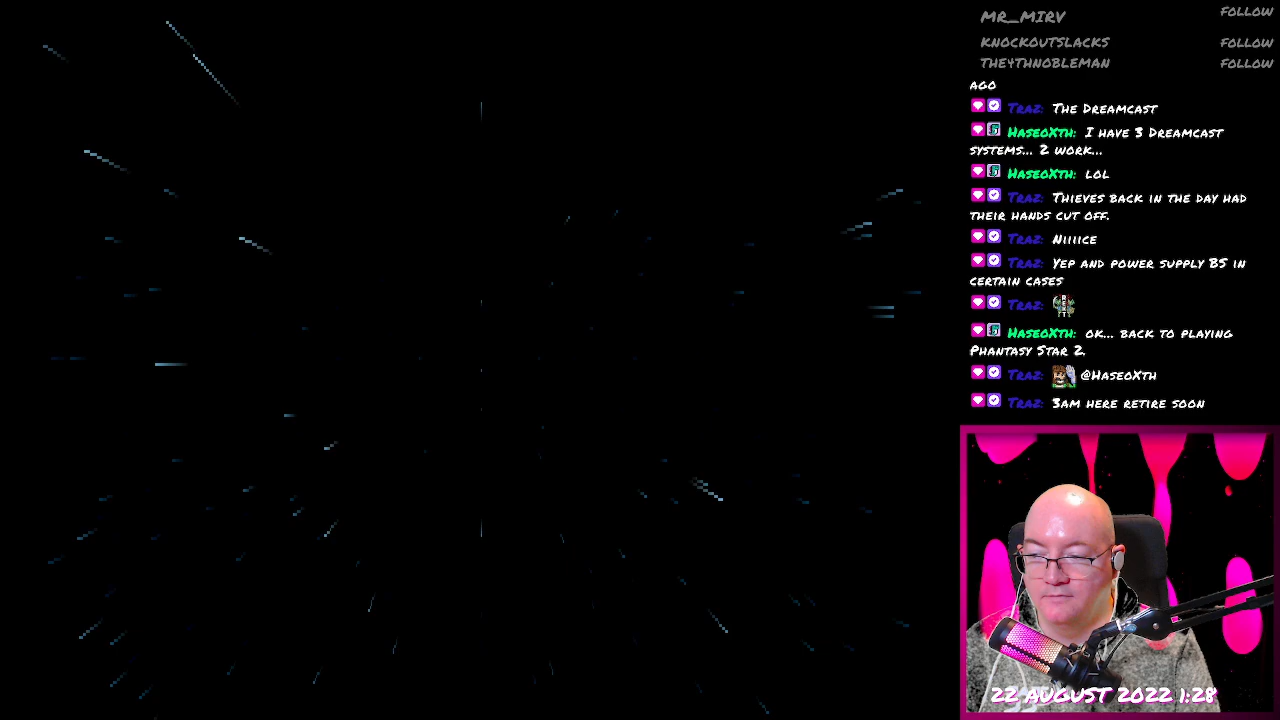 MR_MIRV FOLLOW
KNOCKOUTSLACKS FOLLOW
THE4THNOBLEMAN FOLLOW
AGO
TRAZ: THE DREAMCAST
HASEOXTH: I HAVE 3 DREAMCAST
SYSTEMS... 2 WORK...
HASEOXTH: LOL
TRAZ: THIEVES BACK IN THE DAY HAD
THEIR HANDS CUT OFF.
TRAZ: NIIIICE
TRAZ: YEP AND POWER SUPPLY BS IN
CERTAIN CASES
TRAZ:
HASEOXTH: OK... BACK TO PLAYING
PHANTASY STAR 2.
TRAZ: @HASEOXTH
TRAZ: 3AM HERE RETIRE SOON
22 AUGUST 2022 1:28